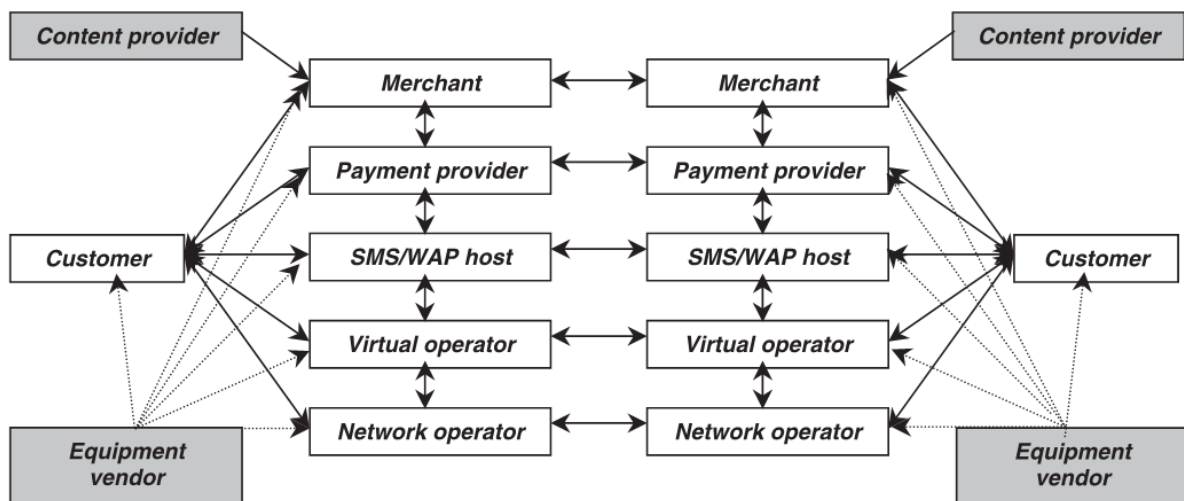 Content provider
Content provider
Merchant
Merchant
Payment provider
Payment provider
Customer
SMS/WAP host
SMS/WAP host
Customer
Virtual operator
Virtual operator
Network operator
Network operator
Equipment
vendor
Equipment
vendor